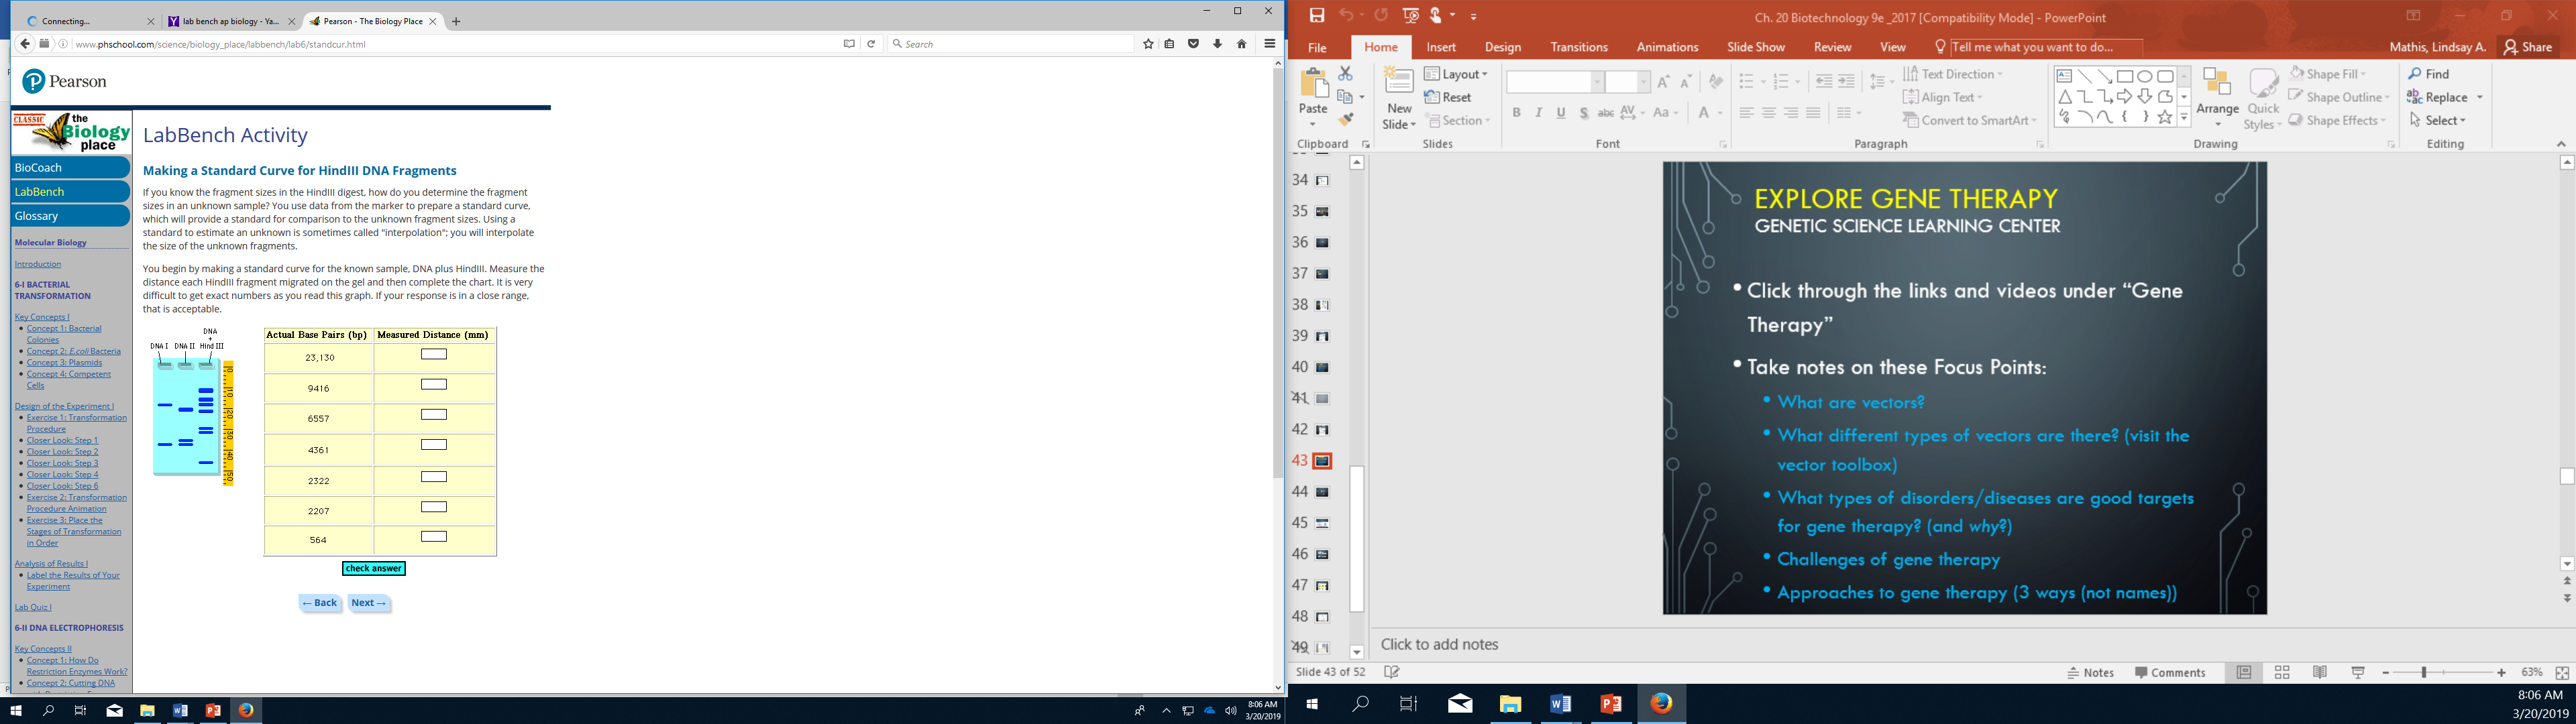 Connecting...
lab bench ap biology - Ya...
Pearson - The Biology Place
www.phschool.com/science/biology_place/labbench/lab6/standcur.html
Search
Pearson
CLASSIC the Biology place
BioCoach
LabBench
Glossary
Molecular Biology
Introduction
6-I BACTERIAL
TRANSFORMATION
Key Concepts I
Concept 1: Bacterial
Colonies
Concept 2: E.coli Bacteria
Concept 3: Plasmids
Concept 4: Competent
Cells
Design of the Experiment I
Exercise 1: Transformation
Procedure
Closer Look: Step 1
Closer Look: Step 2
Closer Look: Step 3
Closer Look: Step 4
Closer Look: Step 6
Exercise 2: Transformation
Procedure Animation
Exercise 3: Place the
Stages of Transformation
in Order
Analysis of Results I
Label the Results of Your
Experiment
Lab Quiz I
6-II DNA ELECTROPHORESIS
Key Concepts II
Concept 1: How Do
Restriction Enzymes Work?
Concept 2: Cutting DNA
LabBench Activity
Making a Standard Curve for HindIII DNA Fragments
If you know the fragment sizes in the HindIII digest, how do you determine the fragment
sizes in an unknown sample? You use data from the marker to prepare a standard curve,
which will provide a standard for comparison to the unknown fragment sizes. Using a
standard to estimate an unknown is sometimes called "interpolation"; you will interpolate
the size of the unknown fragments.
You begin by making a standard curve for the known sample, DNA plus HindIII. Measure the
distance each HindIII fragment migrated on the gel and then complete the chart. It is very
difficult to get exact numbers as you read this graph. If your response is in a close range,
that is acceptable.
DNA
+
DNA I DNA II Hind III
0
10
20
30
40
50
Actual Base Pairs (bp) Measured Distance (mm)
23,130
9416
6557
4361
2322
2207
564
check answer
← Back Next →
8:06 AM
3/20/2019
Ch. 20 Biotechnology 9e _2017 [Compatibility Mode] - PowerPoint
File Home Insert Design Transitions Animations Slide Show Review View Tell me what you want to do... Mathis, Lindsay A. Share
Paste
Clipboard
New
Slide
Layout
Reset
Section
Slides
B I U S abc AV Aa A
Font
Text Direction
Align Text
Convert to SmartArt
Paragraph
Arrange
Quick
Styles
Shape Fill
Shape Outline
Shape Effects
Drawing
Find
Replace
Select
Editing
34
35
36
37
38
39
40
41
42
43
44
45
46
47
48
49
EXPLORE GENE THERAPY
GENETIC SCIENCE LEARNING CENTER
• Click through the links and videos under “Gene
Therapy”
• Take notes on these Focus Points:
• What are vectors?
• What different types of vectors are there? (visit the
vector toolbox)
• What types of disorders/diseases are good targets
for gene therapy? (and why?)
• Challenges of gene therapy
• Approaches to gene therapy (3 ways (not names))
Click to add notes
Slide 43 of 52
Notes Comments 63%
8:06 AM
3/20/2019